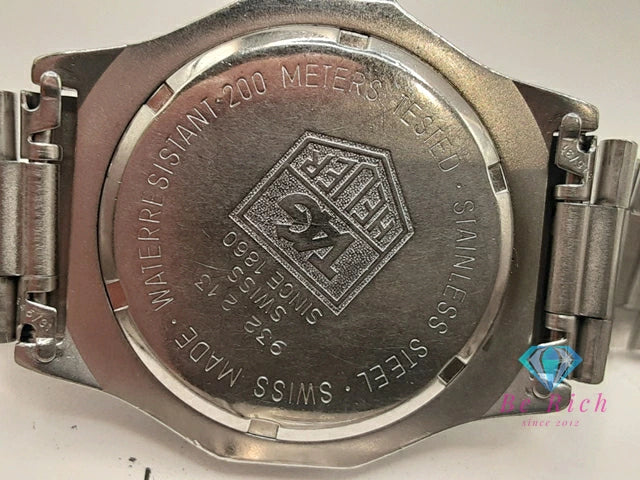 STAINLESS STEEL · SWISS MADE · WATERRESISTANT · 200 METERS TESTED ·
TAG
HEUER
SINCE 1860
SWISS
932 213
Be Rich
since 2012